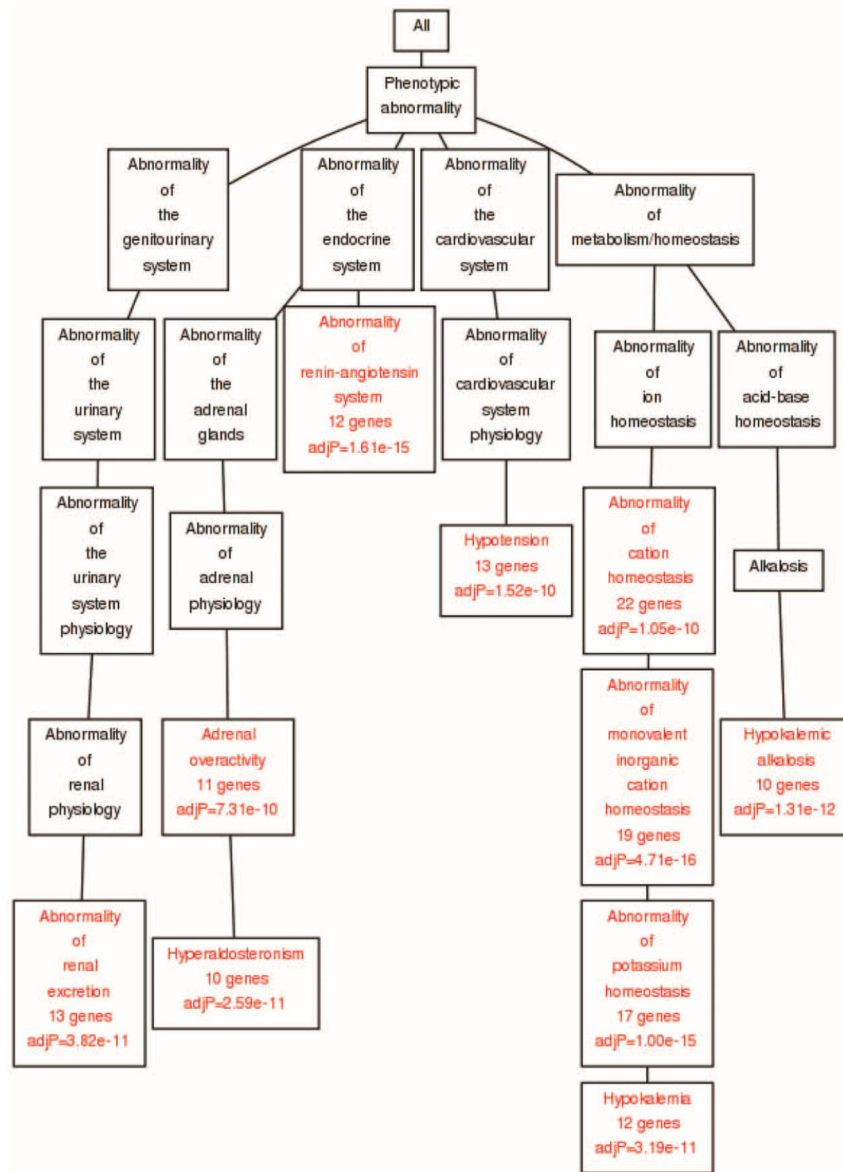 All
Phenotypic
abnormality
Abnormality
of
the
genitourinary
system
Abnormality
of
the
endocrine
system
Abnormality
of
the
cardiovascular
system
Abnormality
of
metabolism/homeostasis
Abnormality
of
the
urinary
system
Abnormality
of
the
adrenal
glands
Abnormality
of
renin-angiotensin
system
12 genes
adjP=1.61e-15
Abnormality
of
cardiovascular
system
physiology
Abnormality
of
ion
homeostasis
Abnormality
of
acid-base
homeostasis
Abnormality
of
the
urinary
system
physiology
Abnormality
of
adrenal
physiology
Hypotension
13 genes
adjP=1.52e-10
Abnormality
of
cation
homeostasis
22 genes
adjP=1.05e-10
Alkalosis
Abnormality
of
renal
physiology
Adrenal
overactivity
11 genes
adjP=7.31e-10
Abnormality
of
monovalent
inorganic
cation
homeostasis
19 genes
adjP=4.71e-16
Hypokalemic
alkalosis
10 genes
adjP=1.31e-12
Abnormality
of
renal
excretion
13 genes
adjP=3.82e-11
Hyperaldosteronism
10 genes
adjP=2.59e-11
Abnormality
of
potassium
homeostasis
17 genes
adjP=1.00e-15
Hypokalemia
12 genes
adjP=3.19e-11